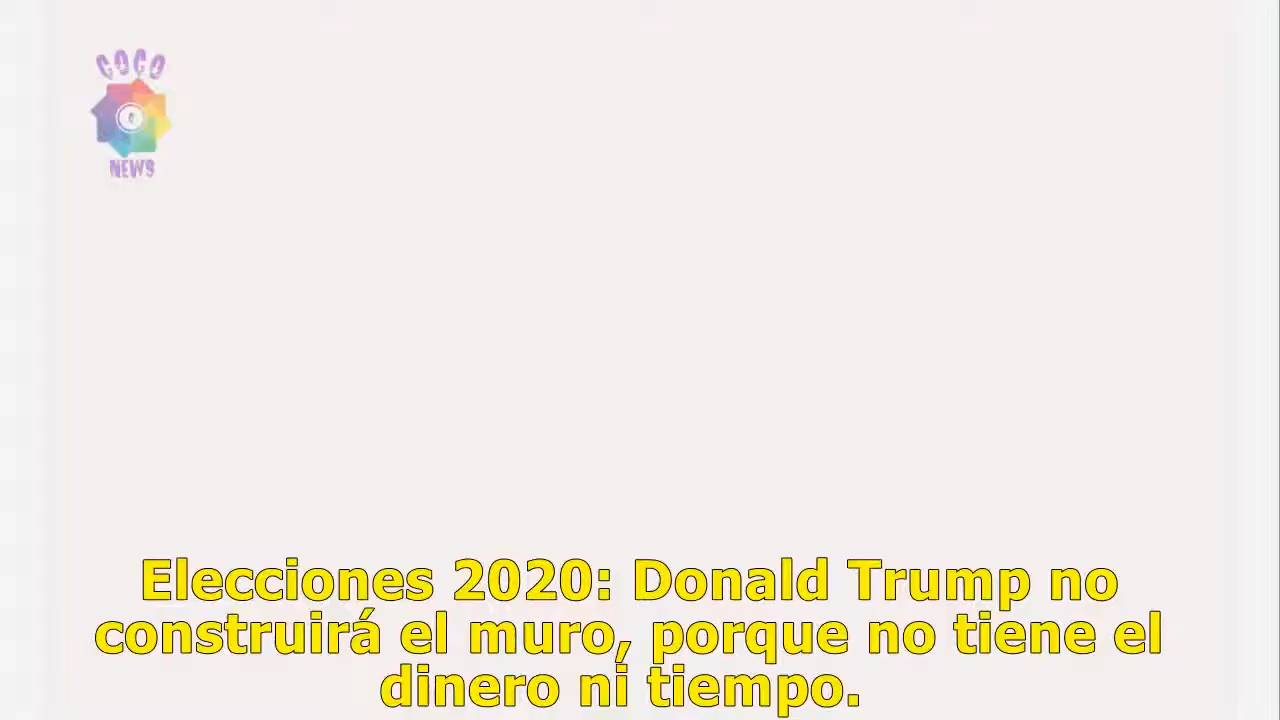 COCO
NEWS
Elecciones 2020: Donald Trump no
construirá el muro, porque no tiene el
dinero ni tiempo.